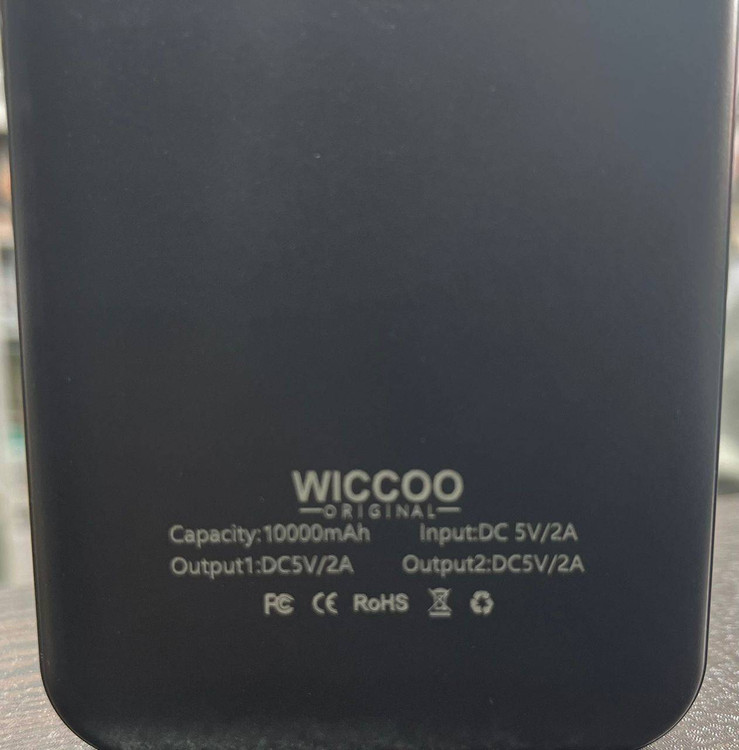 WICCOO
ORIGINAL
Capacity:10000mAh Input:DC 5V/2A
Output1:DC5V/2A Output2:DC5V/2A
FC CE RoHS